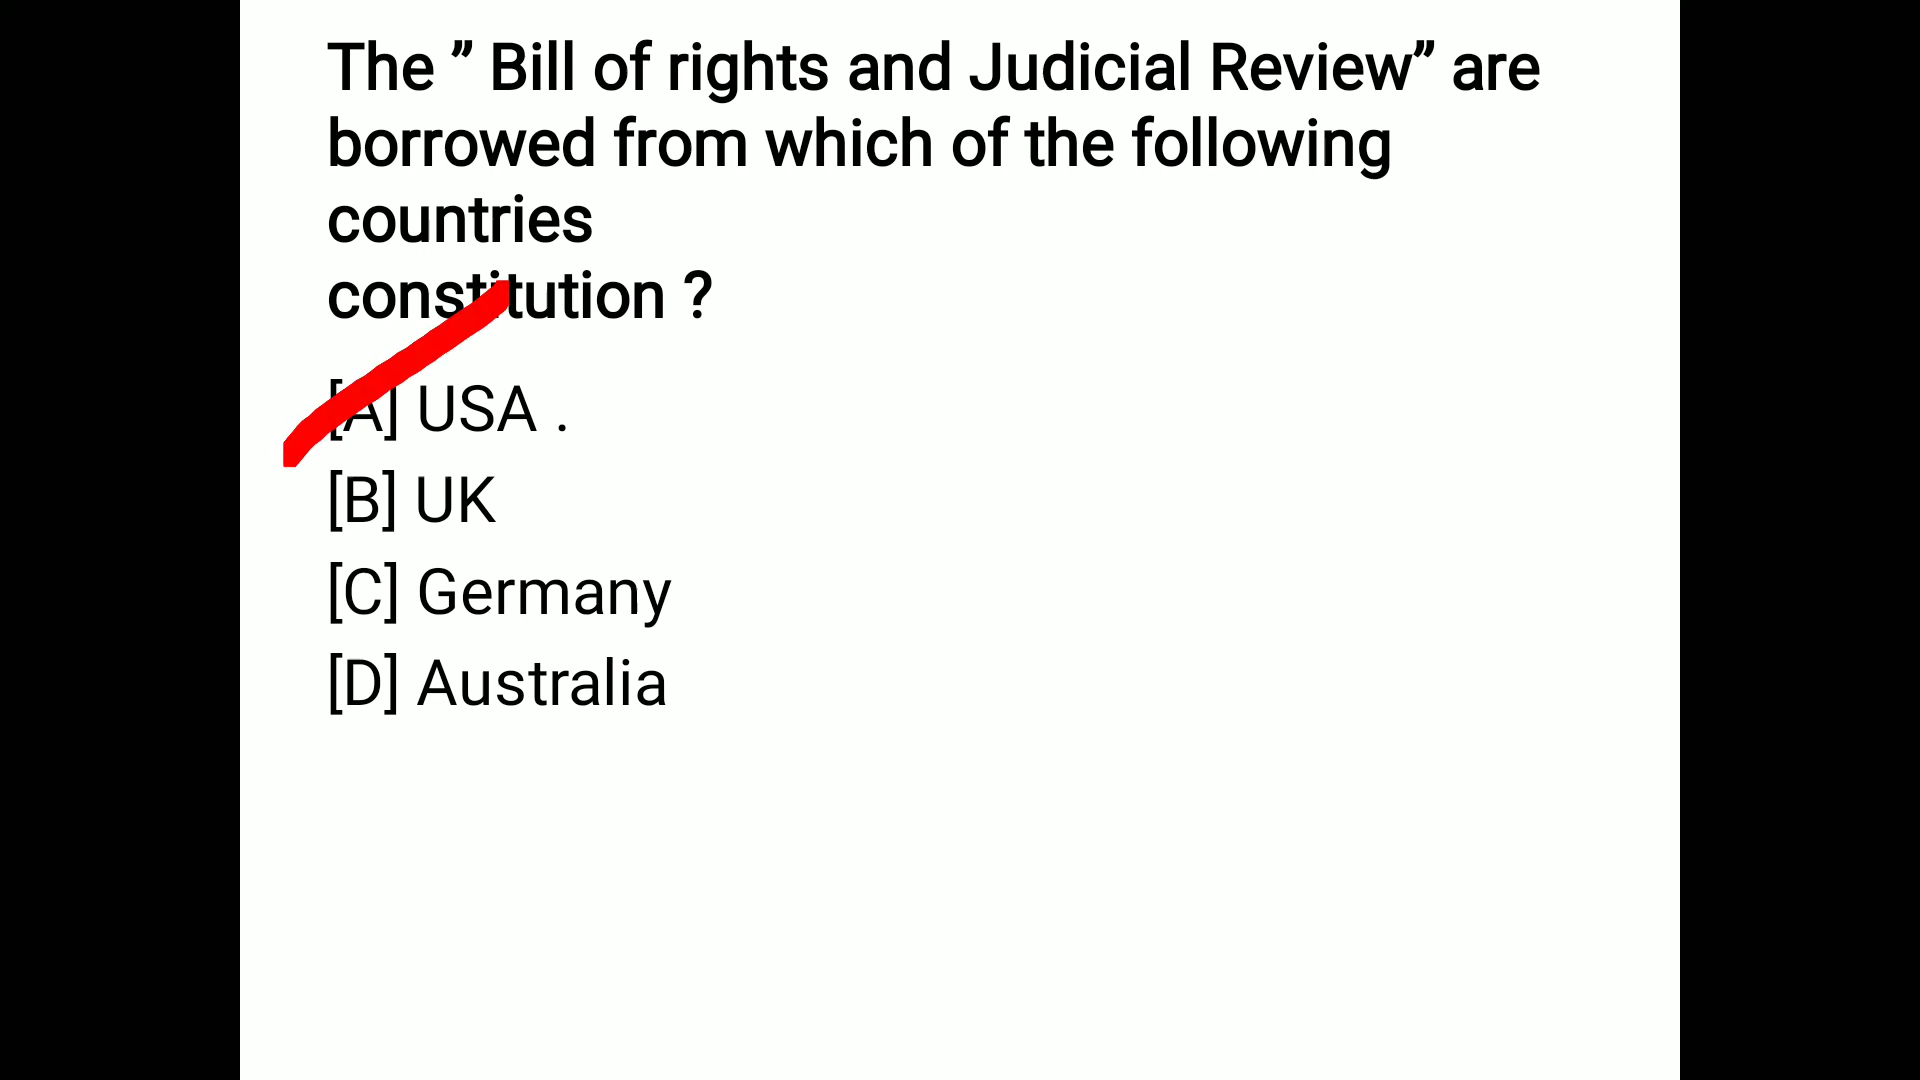 The ” Bill of rights and Judicial Review” are
borrowed from which of the following
countries
constitution ?
[A] USA .
[B] UK
[C] Germany
[D] Australia